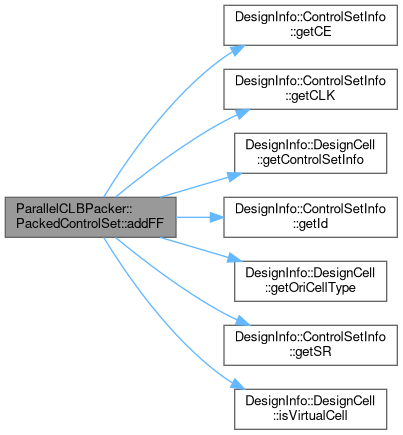 ParallelCLBPacker::
PackedControlSet::addFF
DesignInfo::ControlSetInfo
::getCE
DesignInfo::ControlSetInfo
::getCLK
DesignInfo::DesignCell
::getControlSetInfo
DesignInfo::ControlSetInfo
::getId
DesignInfo::DesignCell
::getOriCellType
DesignInfo::ControlSetInfo
::getSR
DesignInfo::DesignCell
::isVirtualCell